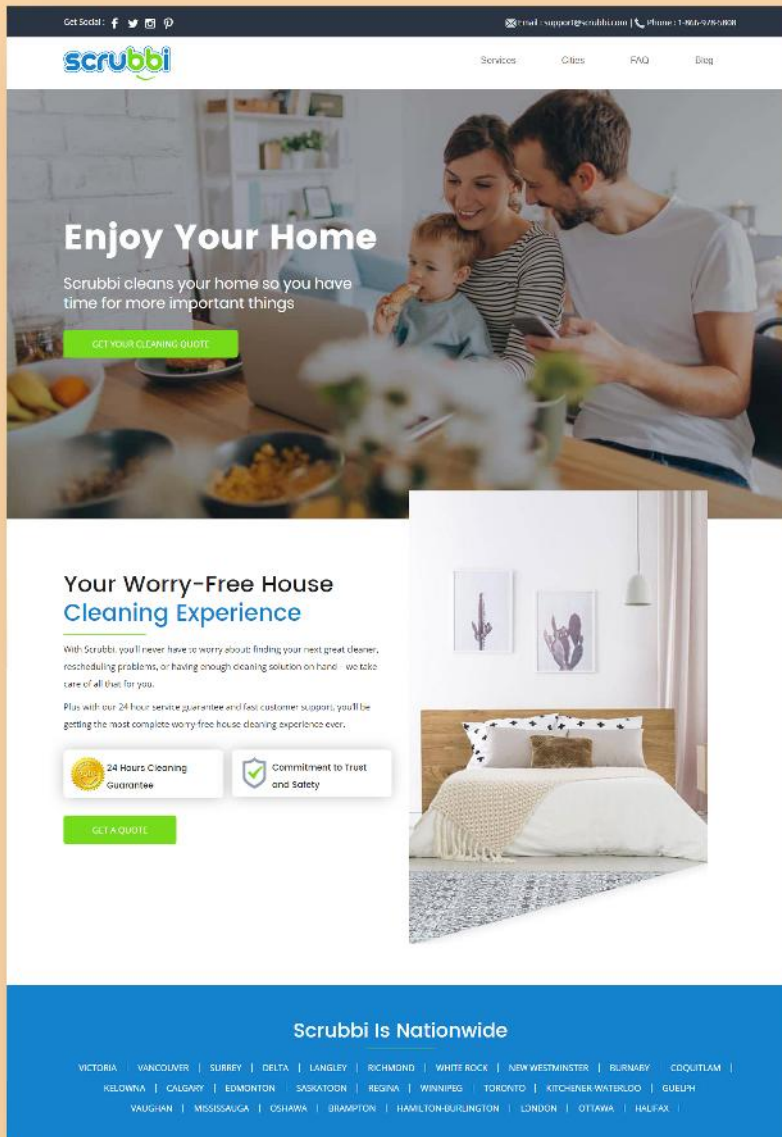 Get Social :
Email : support@scrubbi.com | Phone : 1-866-978-5808
scrubbi
Services Cities FAQ Blog
Enjoy Your Home
Scrubbi cleans your home so you have
time for more important things
GET YOUR CLEANING QUOTE
Your Worry-Free House
Cleaning Experience
With Scrubbi, you'll never have to worry about: finding your next great cleaner,
rescheduling problems, or having enough cleaning solution on hand - we take
care of all that for you.
Plus with our 24 hour service guarantee and fast customer support, you'll be
getting the most complete worry-free house cleaning experience ever.
24 Hours Cleaning
Guarantee
Commitment to Trust
and Safety
GET A QUOTE
Scrubbi Is Nationwide
VICTORIA | VANCOUVER | SURREY | DELTA | LANGLEY | RICHMOND | WHITE ROCK | NEW WESTMINSTER | BURNABY | COQUITLAM |
KELOWNA | CALGARY | EDMONTON | SASKATOON | REGINA | WINNIPEG | TORONTO | KITCHENER-WATERLOO | GUELPH
VAUGHAN | MISSISSAUGA | OSHAWA | BRAMPTON | HAMILTON-BURLINGTON | LONDON | OTTAWA | HALIFAX |